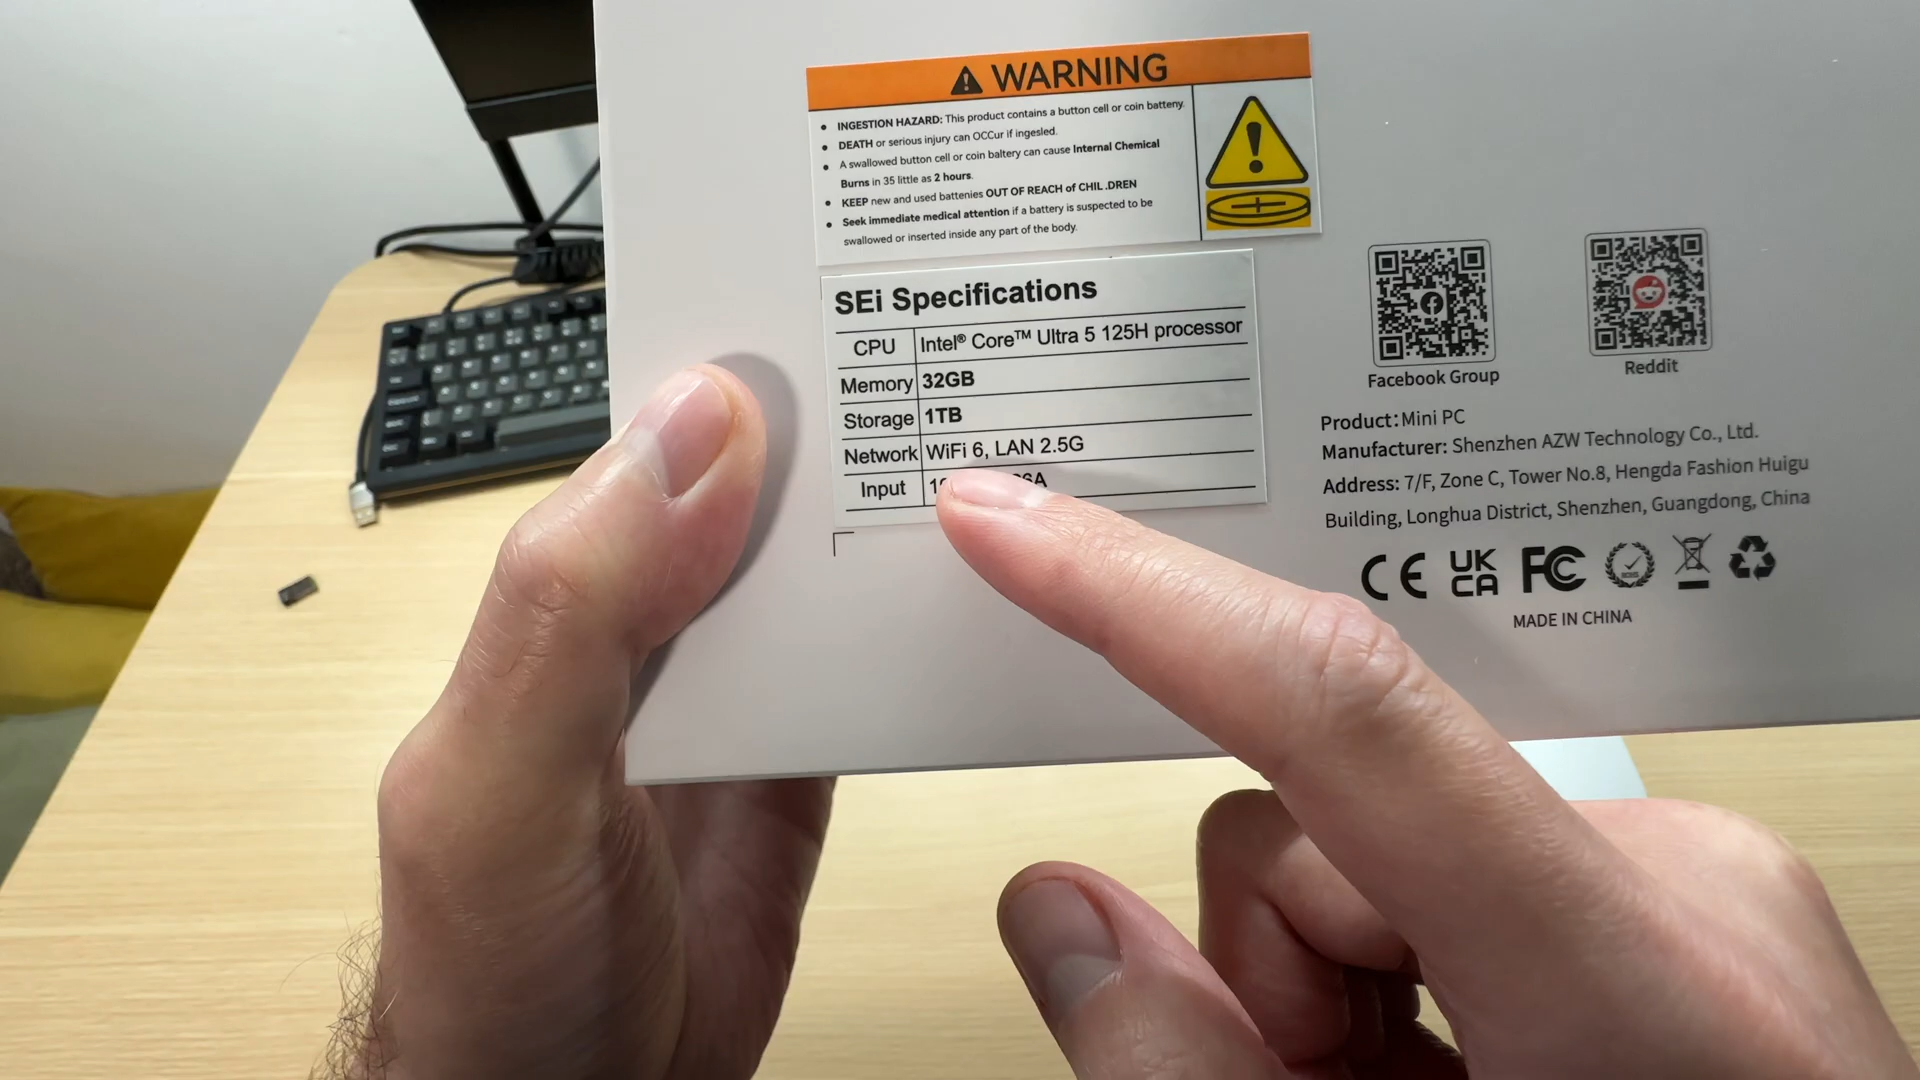 WARNING
INGESTION HAZARD: This product contains a button cell or coin batteny.
DEATH or serious injury can OCCur if ingesled.
A swallowed button cell or coin baltery can cause Internal Chemical
Burns in 35 little as 2 hours.
KEEP new and used battenies OUT OF REACH of CHIL .DREN
Seek immediate medical attention if a battery is suspected to be
swallowed or inserted inside any part of the body.
SEi Specifications
CPU Intel® Core™ Ultra 5 125H processor
Memory 32GB
Storage 1TB
Network WiFi 6, LAN 2.5G
Input
Facebook Group
Reddit
Product: Mini PC
Manufacturer: Shenzhen AZW Technology Co., Ltd.
Address: 7/F, Zone C, Tower No.8, Hengda Fashion Huigu
Building, Longhua District, Shenzhen, Guangdong, China
CE UK CA FC
MADE IN CHINA